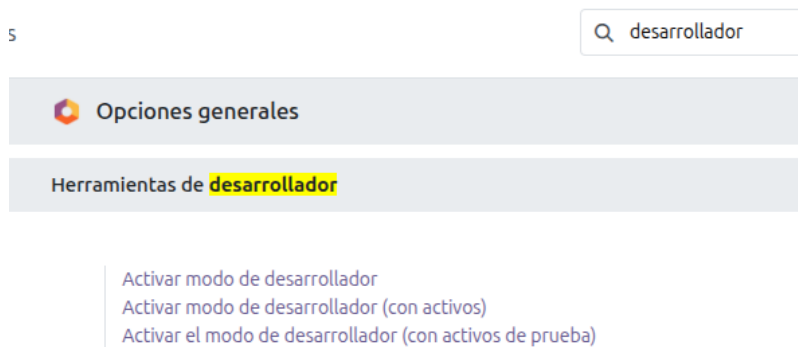 s
desarrollador
Opciones generales
Herramientas de desarrollador
Activar modo de desarrollador
Activar modo de desarrollador (con activos)
Activar el modo de desarrollador (con activos de prueba)